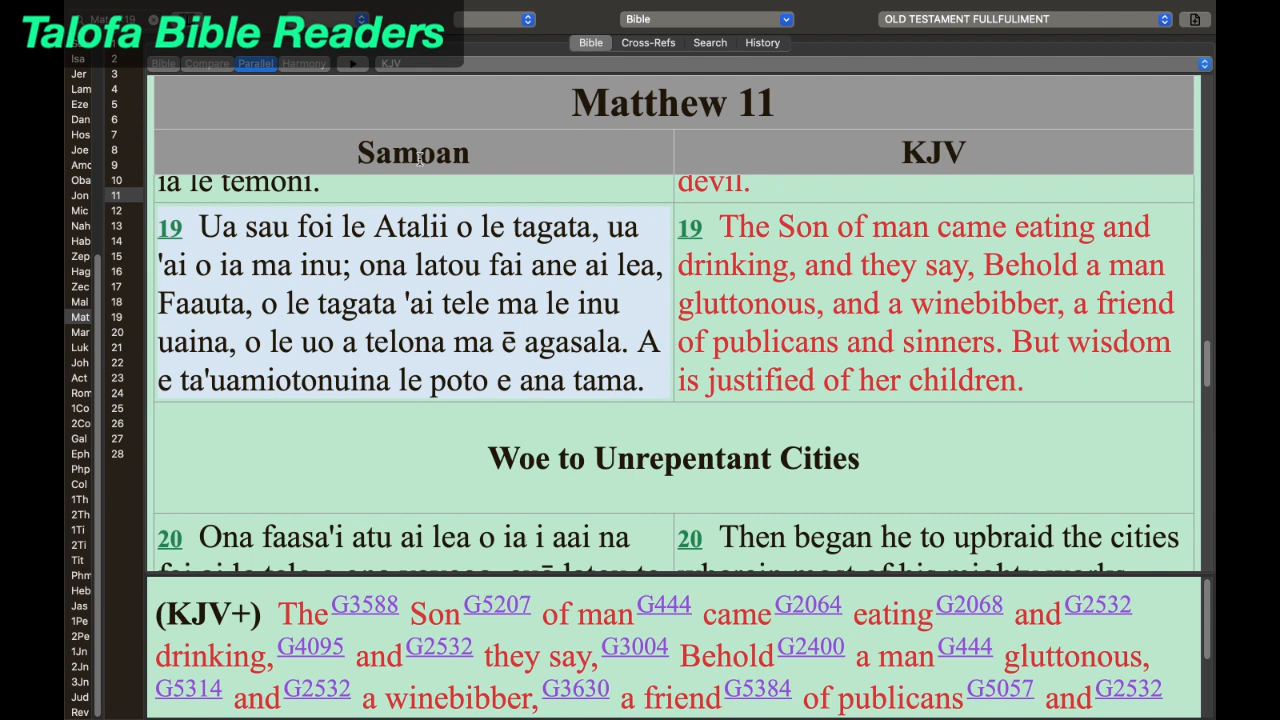 Talofa Bible Readers
Bible
OLD TESTAMENT FULLFULIMENT
Bible Cross-Refs Search History
Bible Compare Parallel Harmony KJV
Isa
Jer
Lam
Eze
Dan
Hos
Joe
Amo
Oba
Jon
Mic
Nah
Hab
Zep
Hag
Zec
Mal
Mat
Mar
Luk
Joh
Act
Rom
1Co
2Co
Gal
Eph
Php
Col
1Th
2Th
1Ti
2Ti
Tit
Phm
Heb
Jas
1Pe
2Pe
1Jn
2Jn
3Jn
Jud
Rev
2
3
4
5
6
7
8
9
10
11
12
13
14
15
16
17
18
19
20
21
22
23
24
25
26
27
28
Matthew 11
Samoan KJV
ia le temoni.
devil.
19 Ua sau foi le Atalii o le tagata, ua
'ai o ia ma inu; ona latou fai ane ai lea,
Faauta, o le tagata 'ai tele ma le inu
uaina, o le uo a telona ma ē agasala. A
e ta'uamiotonuina le poto e ana tama.
19 The Son of man came eating and
drinking, and they say, Behold a man
gluttonous, and a winebibber, a friend
of publicans and sinners. But wisdom
is justified of her children.
Woe to Unrepentant Cities
20 Ona faasa'i atu ai lea o ia i aai na
20 Then began he to upbraid the cities
(KJV+) The G3588 Son G5207 of man G444 came G2064 eating G2068 and G2532
drinking, G4095 and G2532 they say, G3004 Behold G2400 a man G444 gluttonous,
G5314 and G2532 a winebibber, G3630 a friend G5384 of publicans G5057 and G2532